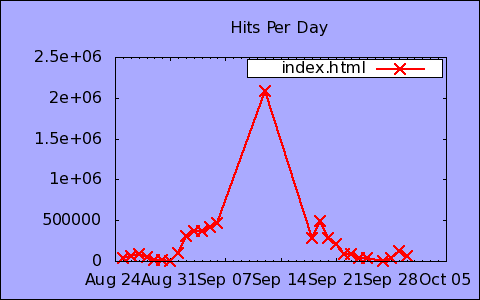 Hits Per Day
index.html
2.5e+06
2e+06
1.5e+06
1e+06
500000
0
Aug 24 Aug 31 Sep 07 Sep 14 Sep 21 Sep 28 Oct 05